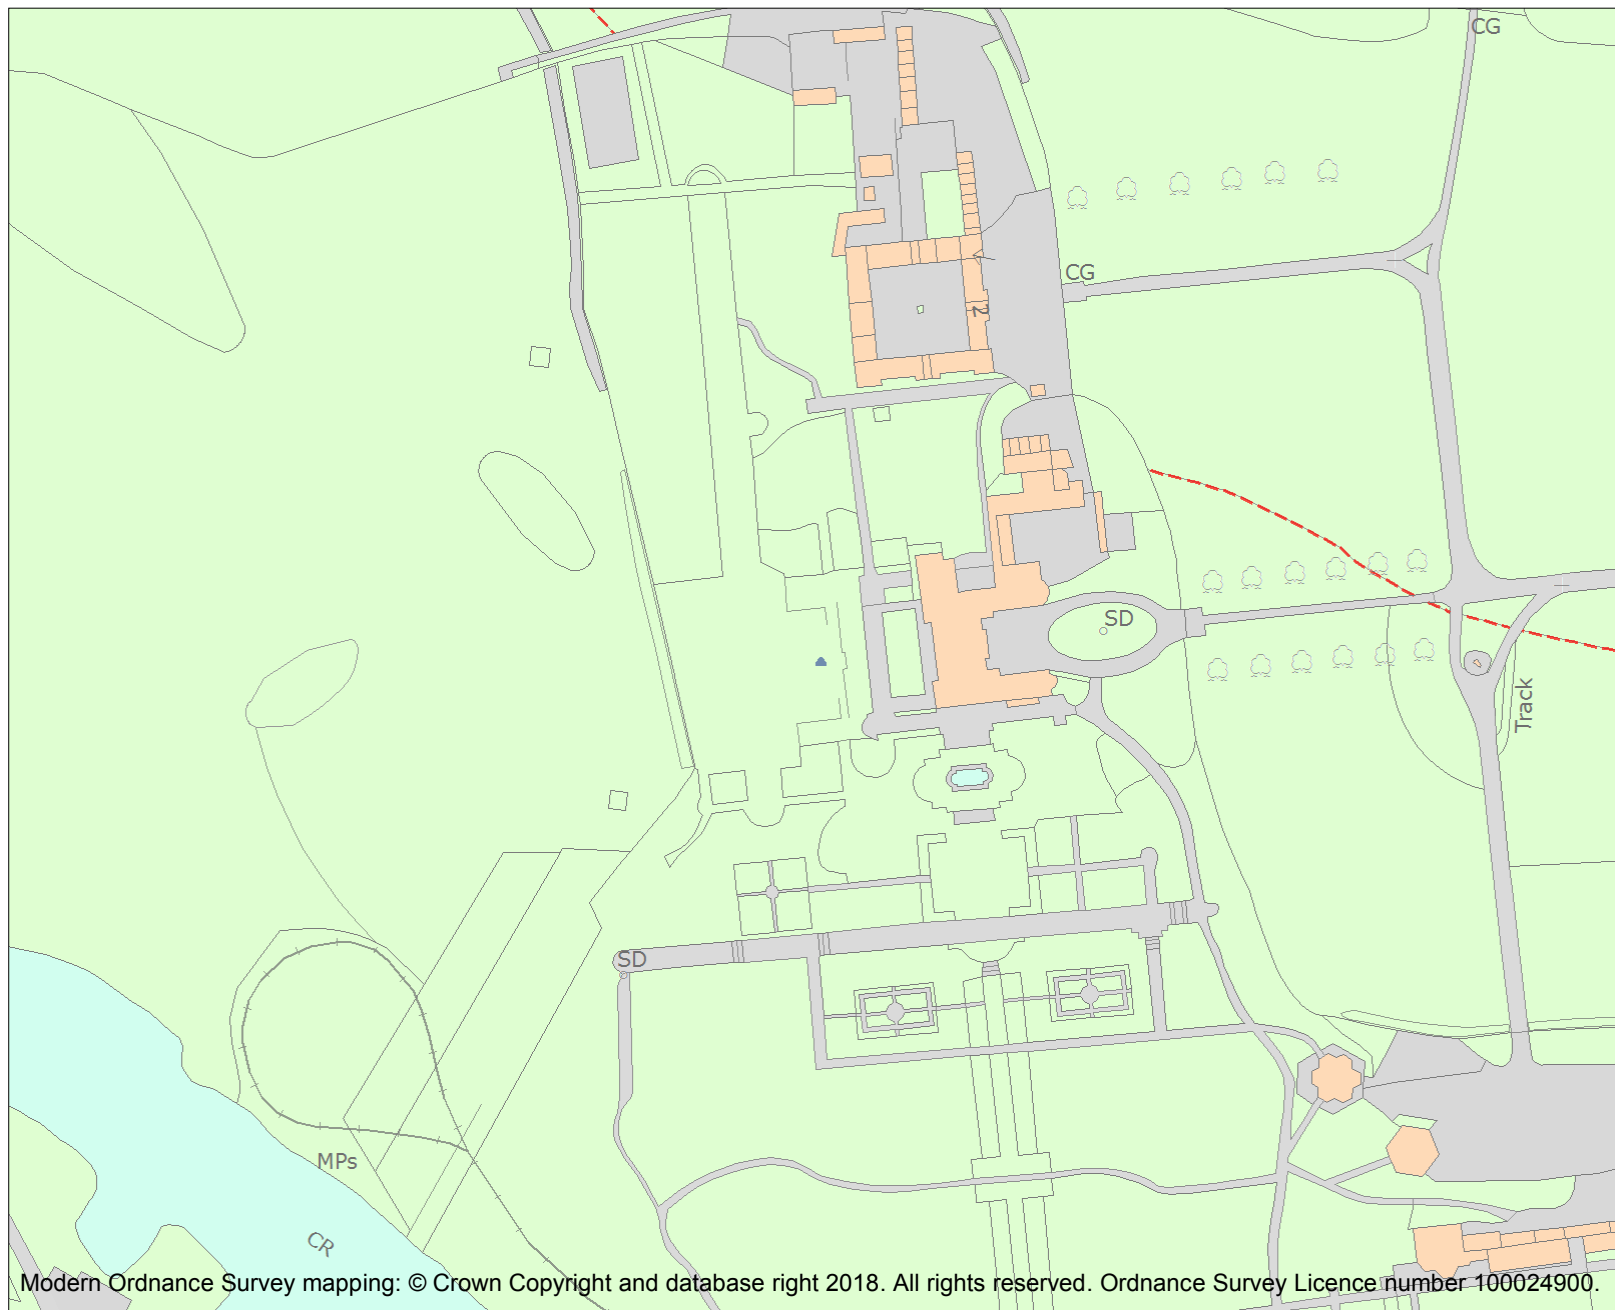 CG
CG
2
SD
Track
SD
MPs
CR
Modern Ordnance Survey mapping: © Crown Copyright and database right 2018. All rights reserved. Ordnance Survey Licence number 100024900.